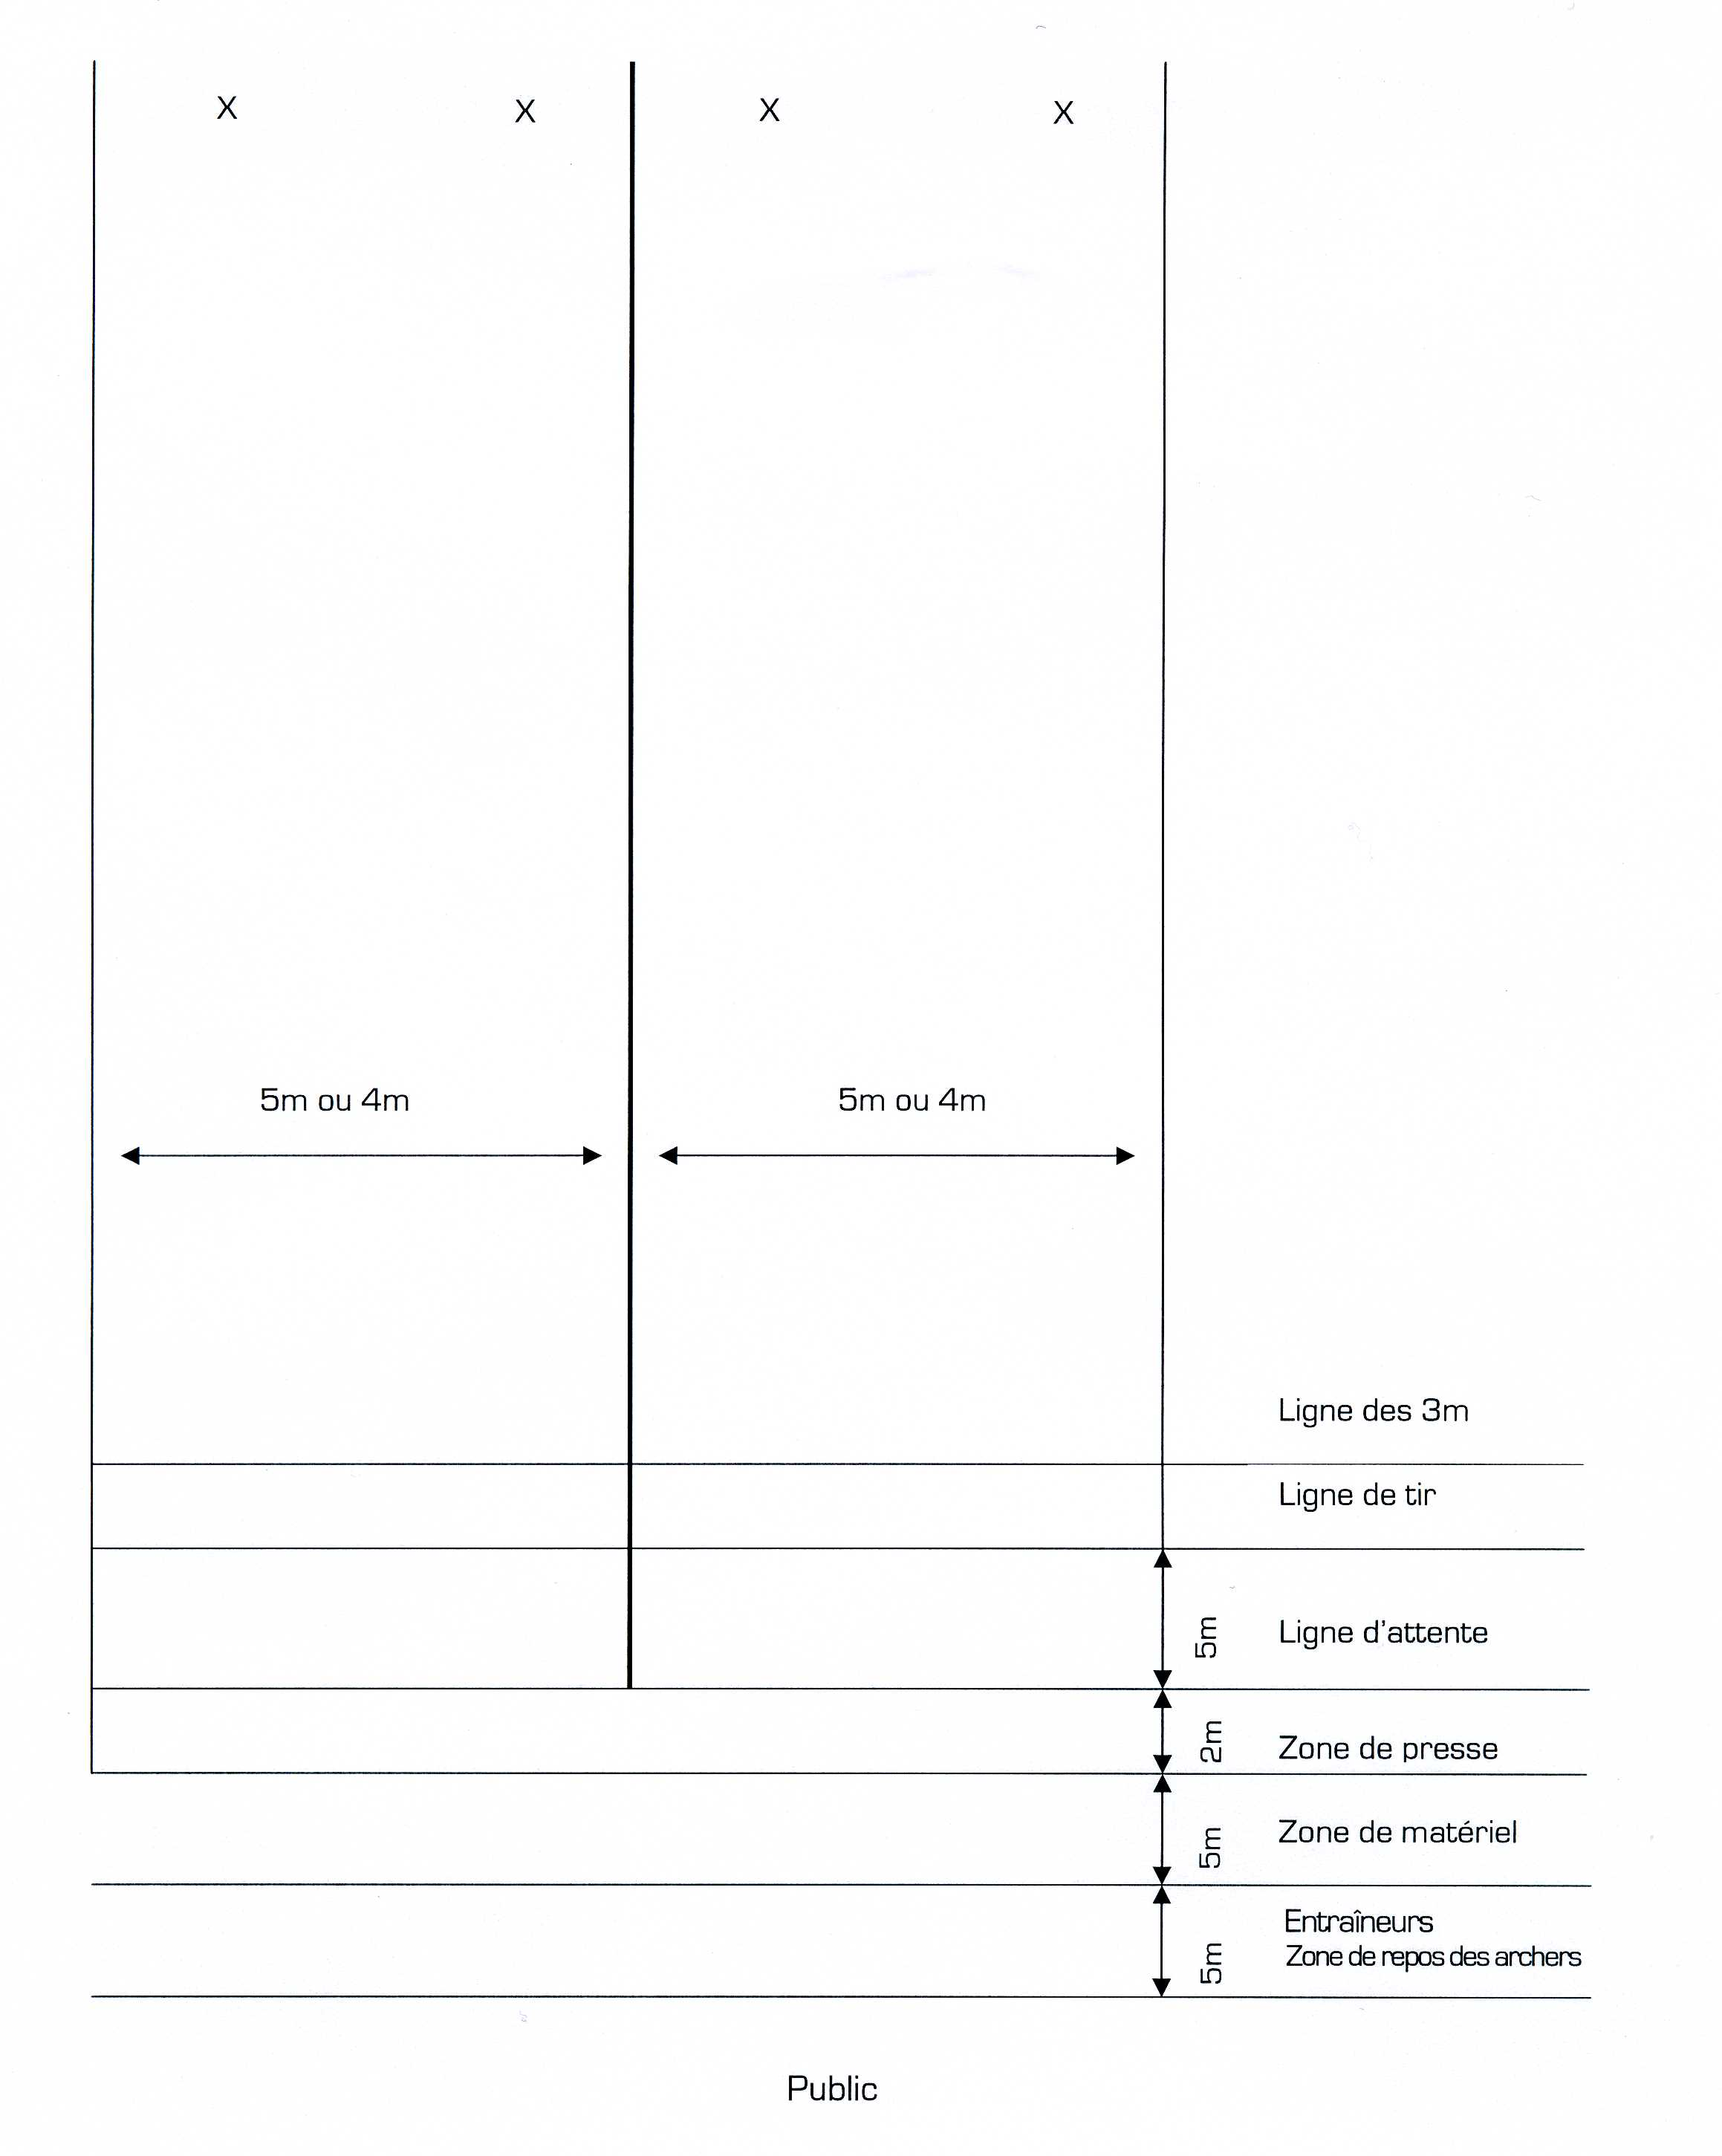 X X X X
5m ou 4m 5m ou 4m
Ligne des 3m
Ligne de tir
5m Ligne d'attente
2m Zone de presse
5m Zone de matériel
Entraîneurs
5m Zone de repos des archers
Public